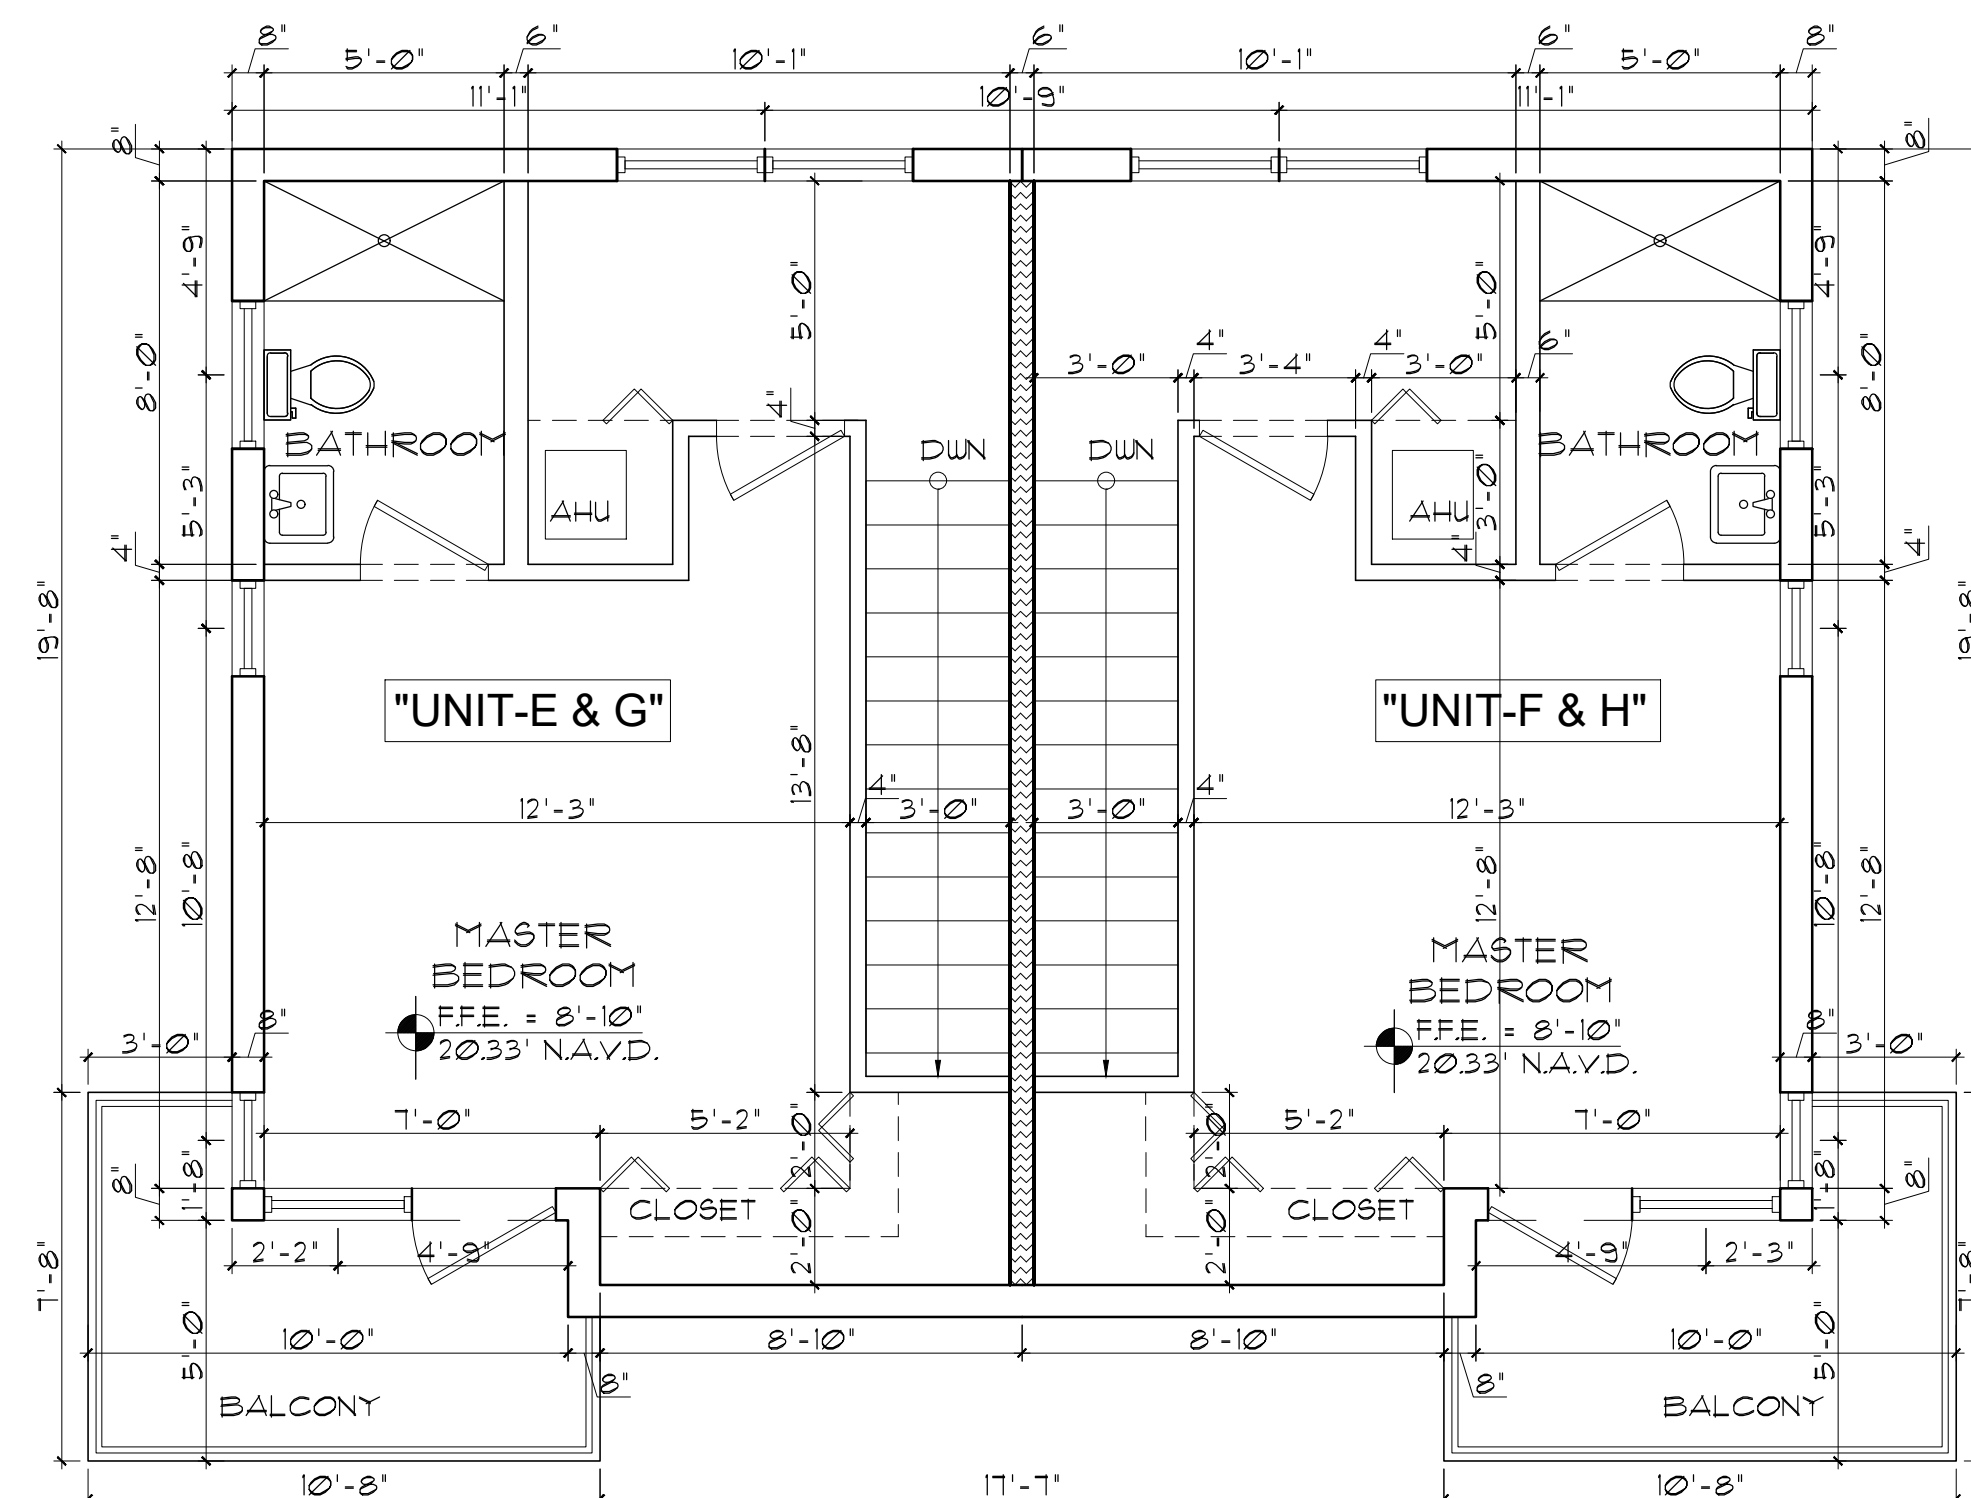 8" 6" 6" 6" 8"
5'-0" 10'-1" 10'-1" 5'-0"
11'-1" 10'-9" 11'-1"
8" 8"
4'-9" 4'-9"
5'-0" 5'-0"
4" 4" 6"
3'-0" 3'-4" 3'-0"
8'-0" 8'-0"
4"
BATHROOM DWN DWN BATHROOM
5'-3" AHU AHU 3'-0" 5'-3"
4" 4" 4"
19'-8" 19'-8"
"UNIT-E & G" "UNIT-F & H"
13'-8"
4" 4"
12'-3" 3'-0" 3'-0" 12'-3"
12'-8" 10'-8" 12'-8" 10'-8" 12'-8"
MASTER
BEDROOM
F.F.E. = 8'-10"
20.33' N.A.V.D.
MASTER
BEDROOM
F.F.E. = 8'-10"
20.33' N.A.V.D.
3'-0" 8" 8" 3'-0"
7'-0" 5'-2" 2'-0" 2'-0" 5'-2" 7'-0"
8" 1'-8" 1'-8" 8"
CLOSET CLOSET
2'-0" 2'-0"
2'-2" 4'-9" 4'-9" 2'-3"
7'-8" 7'-8"
5'-0" 5'-0"
10'-0" 8'-10" 8'-10" 10'-0"
8" 8"
BALCONY BALCONY
10'-8" 17'-7" 10'-8"